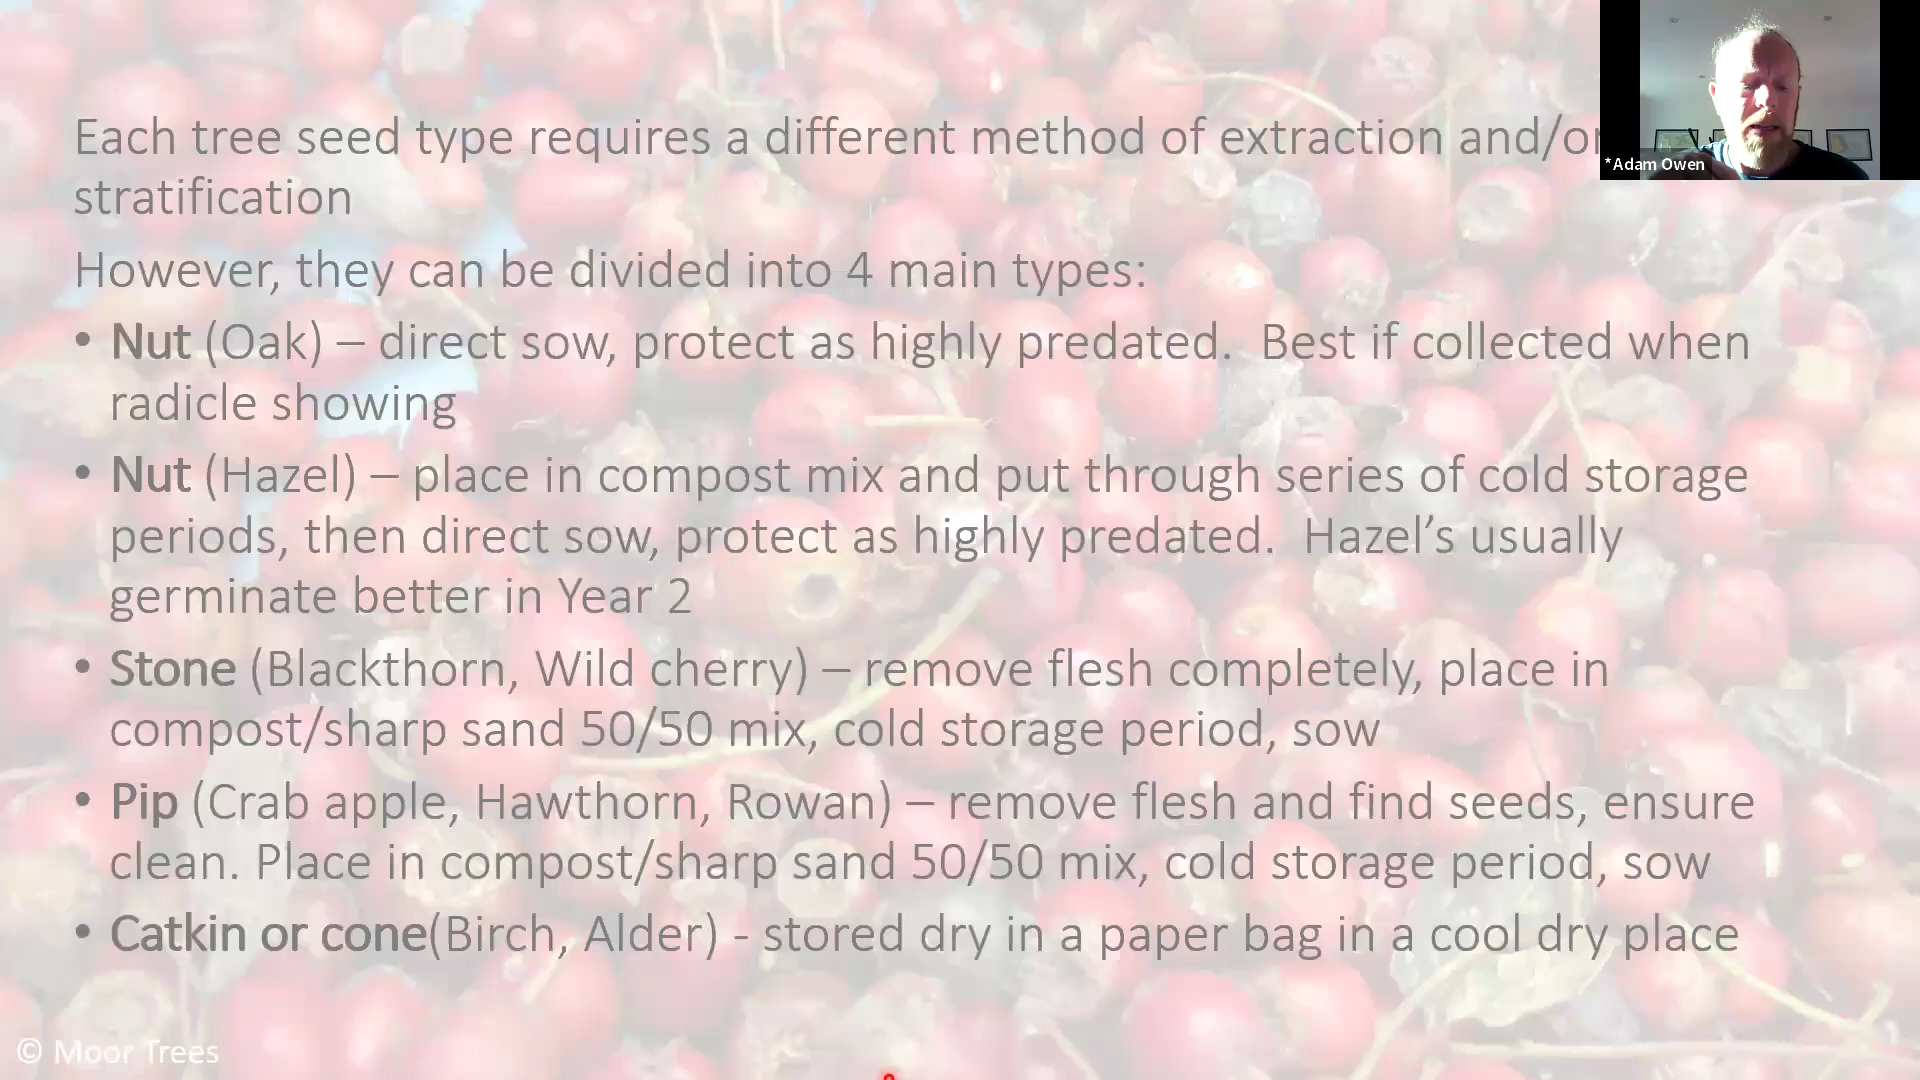 Each tree seed type requires a different method of extraction and/or
stratification
However, they can be divided into 4 main types:
• Nut (Oak) – direct sow, protect as highly predated.  Best if collected when
radicle showing
• Nut (Hazel) – place in compost mix and put through series of cold storage
periods, then direct sow, protect as highly predated.  Hazel’s usually
germinate better in Year 2
• Stone (Blackthorn, Wild cherry) – remove flesh completely, place in
compost/sharp sand 50/50 mix, cold storage period, sow
• Pip (Crab apple, Hawthorn, Rowan) – remove flesh and find seeds, ensure
clean. Place in compost/sharp sand 50/50 mix, cold storage period, sow
• Catkin or cone(Birch, Alder) - stored dry in a paper bag in a cool dry place
© Moor Trees
*Adam Owen